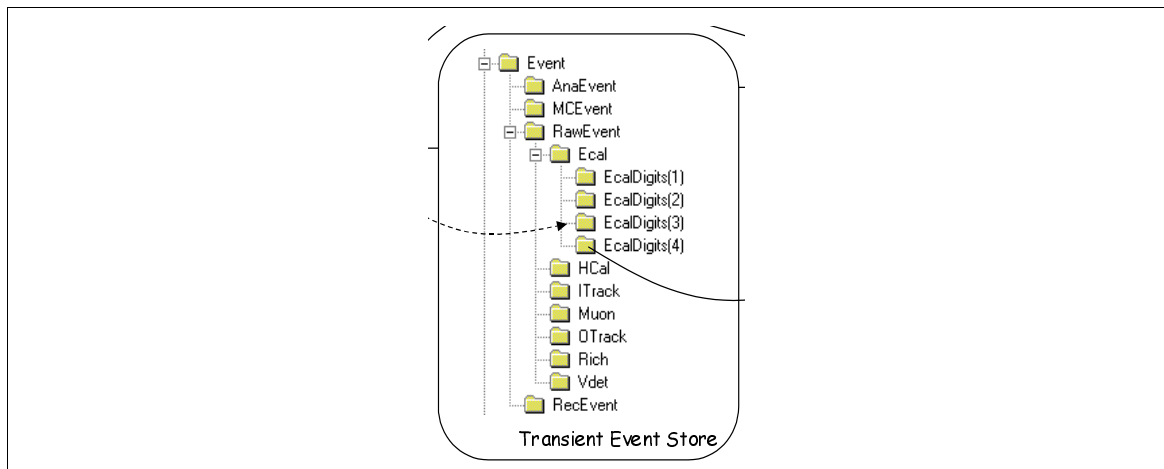 Event
AnaEvent
MCEvent
RawEvent
Ecal
EcalDigits(1)
EcalDigits(2)
EcalDigits(3)
EcalDigits(4)
HCal
ITrack
Muon
OTrack
Rich
Vdet
RecEvent
Transient Event Store